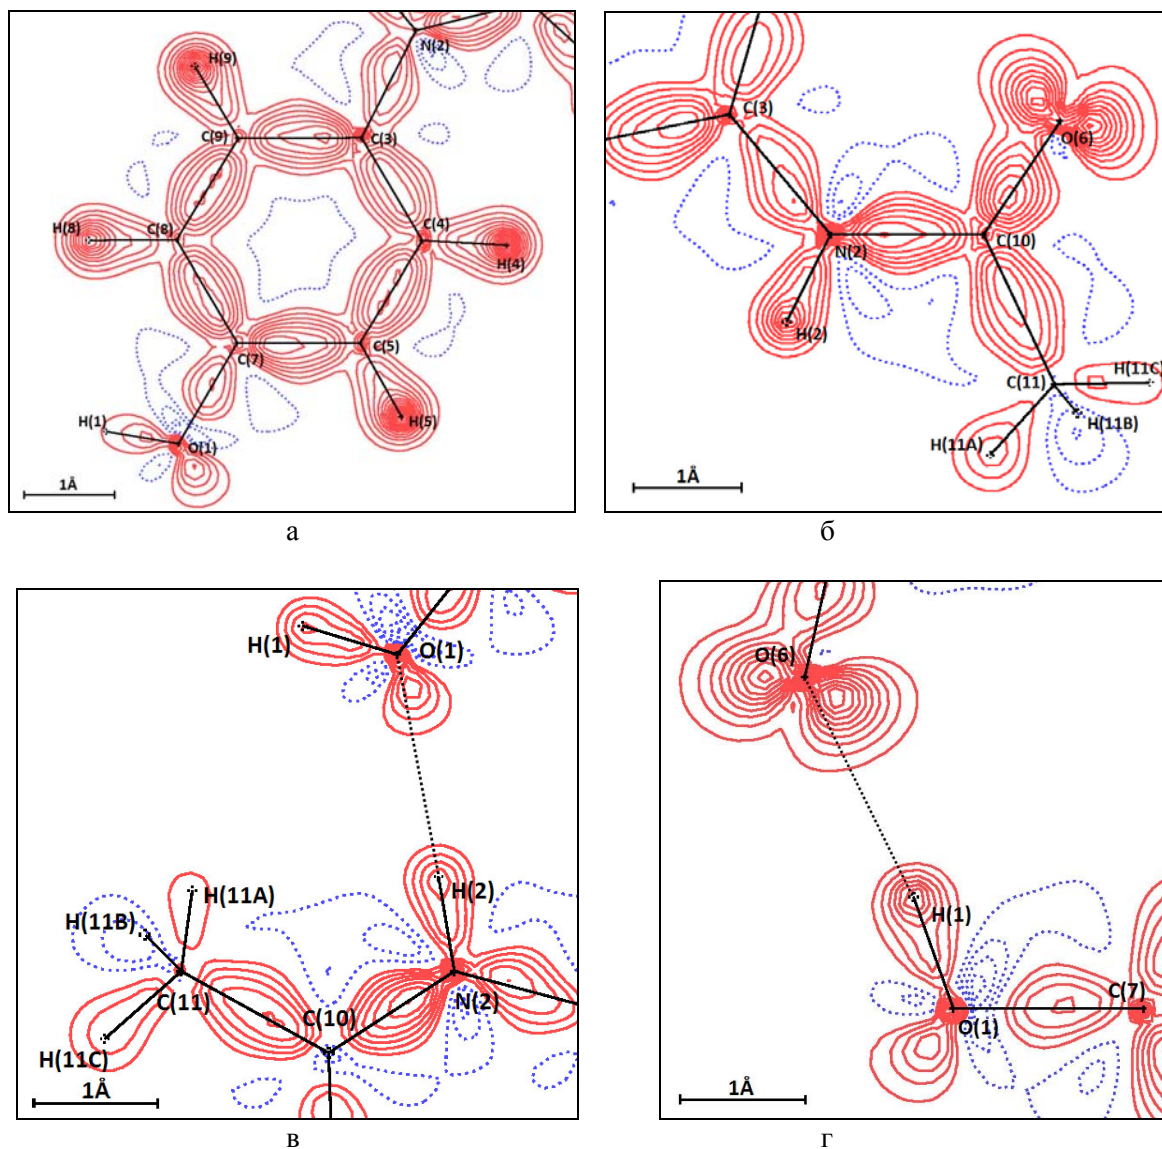 N(2)
H(9)
C(9)
C(3)
H(8)
C(8)
C(4)
H(4)
C(7)
C(5)
H(1)
H(5)
O(1)
1Å
а
C(3)
O(6)
N(2)
C(10)
H(2)
C(11)
H(11C)
H(11B)
H(11A)
1Å
б
H(1)
O(1)
H(11A)
H(2)
H(11B)
C(11)
C(10)
N(2)
H(11C)
1Å
в
O(6)
H(1)
C(7)
O(1)
1Å
г